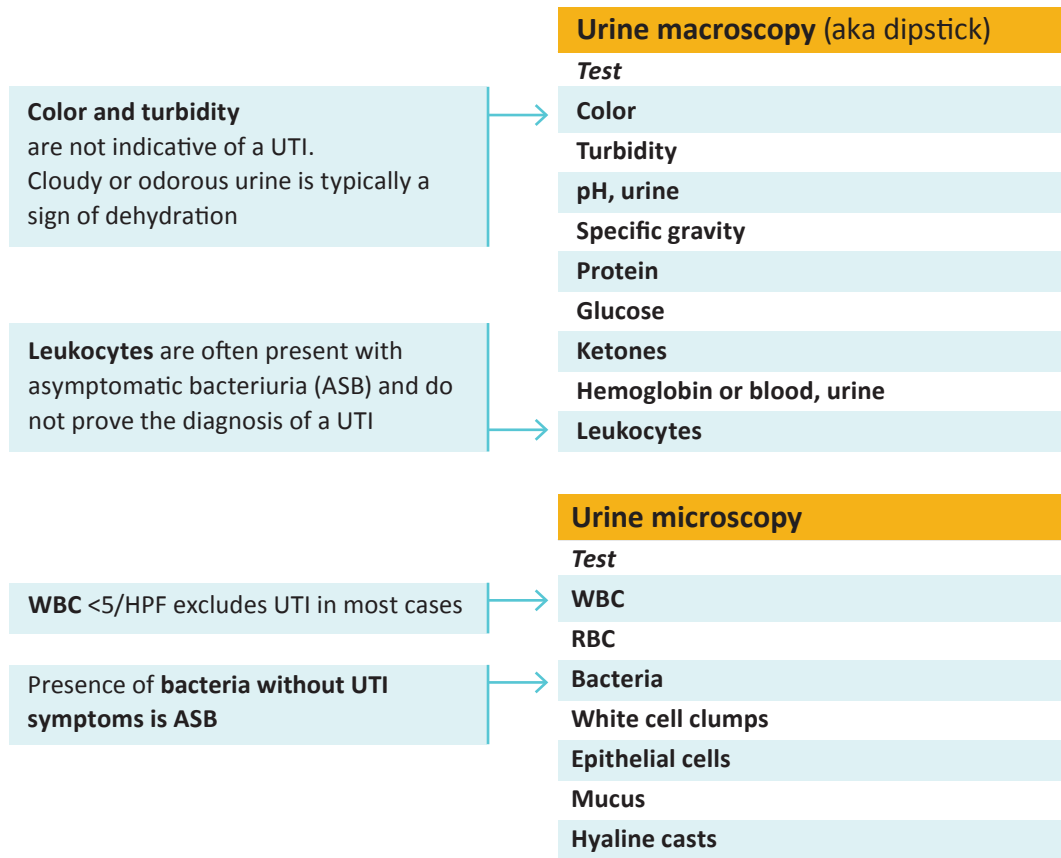 Urine macroscopy (aka dipstick)
Test
Color and turbidity
are not indicative of a UTI.
Cloudy or odorous urine is typically a
sign of dehydration
Color
Turbidity
pH, urine
Specific gravity
Protein
Glucose
Leukocytes are often present with
asymptomatic bacteriuria (ASB) and do
not prove the diagnosis of a UTI
Ketones
Hemoglobin or blood, urine
Leukocytes
Urine microscopy
Test
WBC <5/HPF excludes UTI in most cases
WBC
RBC
Presence of bacteria without UTI
symptoms is ASB
Bacteria
White cell clumps
Epithelial cells
Mucus
Hyaline casts